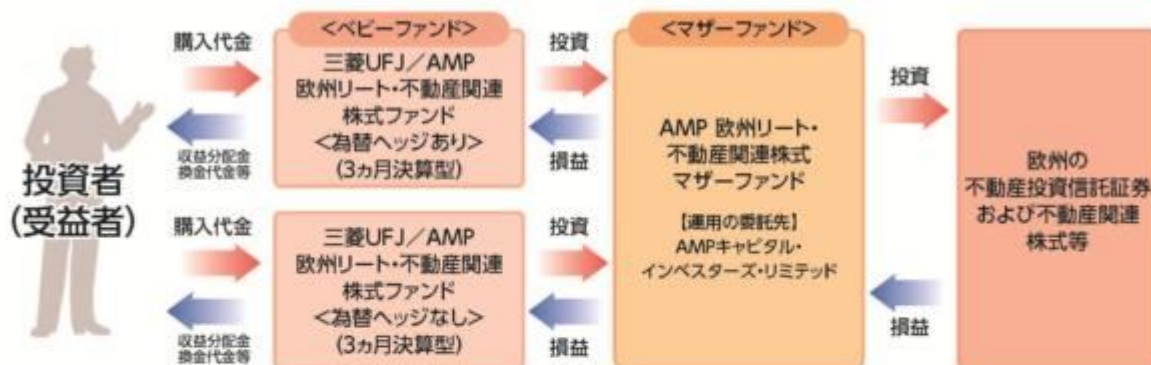 投資者
(受益者)
購入代金
収益分配金
換金代金等
購入代金
収益分配金
換金代金等
<ベビーファンド>
三菱UFJ/AMP
欧州リート・不動産関連
株式ファンド
<為替ヘッジあり>
(3ヵ月決算型)
三菱UFJ/AMP
欧州リート・不動産関連
株式ファンド
<為替ヘッジなし>
(3ヵ月決算型)
投資
損益
投資
損益
<マザーファンド>
AMP 欧州リート・
不動産関連株式
マザーファンド
【運用の委託先】
AMPキャピタル・
インベスターズ・リミテッド
投資
損益
欧州の
不動産投資信託証券
および不動産関連
株式等